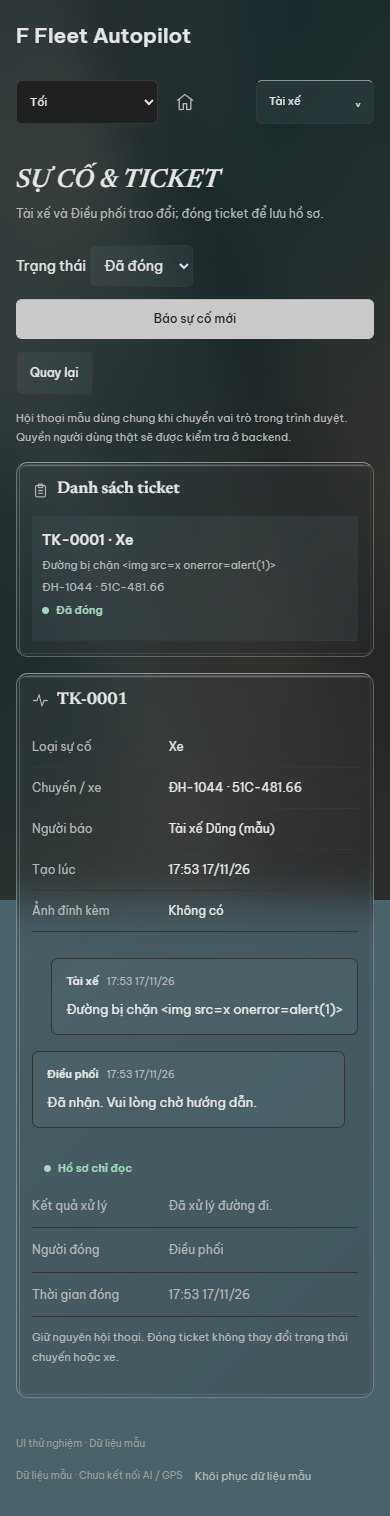 F Fleet Autopilot
Tối
Tài xế
SỰ CỐ & TICKET
Tài xế và Điều phối trao đổi; đóng ticket để lưu hồ sơ.
Trạng thái Đã đóng
Báo sự cố mới
Quay lại
Hội thoại mẫu dùng chung khi chuyển vai trò trong trình duyệt.
Quyền người dùng thật sẽ được kiểm tra ở backend.
Danh sách ticket
TK-0001 · Xe
Đường bị chặn <img src=x onerror=alert(1)>
ĐH-1044 · 51C-481.66
Đã đóng
TK-0001
Loại sự cố Xe
Chuyến / xe ĐH-1044 · 51C-481.66
Người báo Tài xế Dũng (mẫu)
Tạo lúc 17:53 17/11/26
Ảnh đính kèm Không có
Tài xế 17:53 17/11/26
Đường bị chặn <img src=x onerror=alert(1)>
Điều phối 17:53 17/11/26
Đã nhận. Vui lòng chờ hướng dẫn.
Hồ sơ chỉ đọc
Kết quả xử lý Đã xử lý đường đi.
Người đóng Điều phối
Thời gian đóng 17:53 17/11/26
Giữ nguyên hội thoại. Đóng ticket không thay đổi trạng thái
chuyến hoặc xe.
UI thử nghiệm · Dữ liệu mẫu
Dữ liệu mẫu · Chưa kết nối AI / GPS Khôi phục dữ liệu mẫu